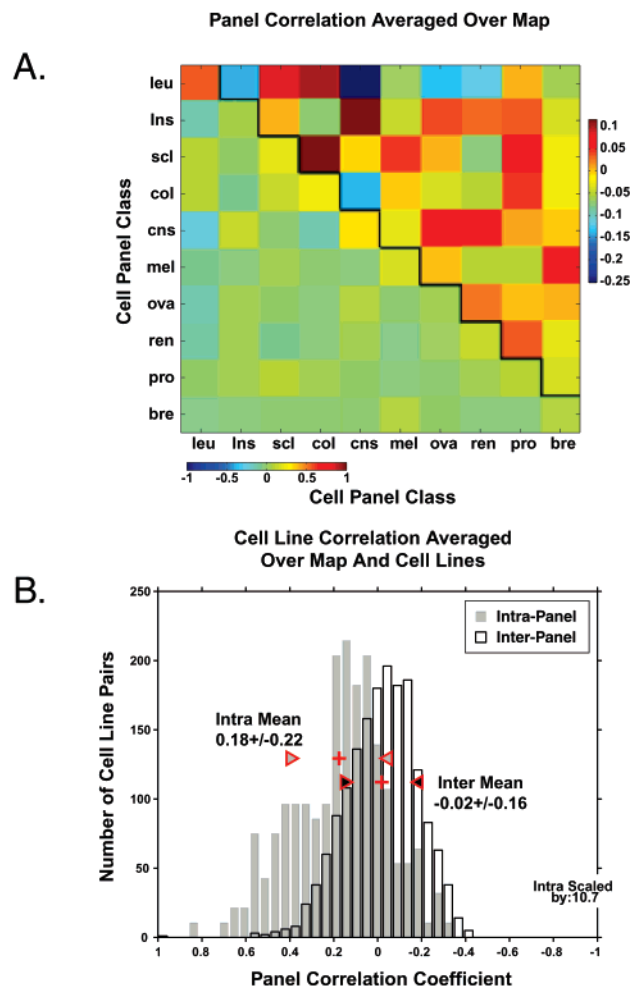 Panel Correlation Averaged Over Map
A.
Cell Panel Class
leu
lns
scl
col
cns
mel
ova
ren
pro
bre
leu lns scl col cns mel ova ren pro bre
0.1
0.05
0
-0.05
-0.1
-0.15
-0.2
-0.25
-1 -0.5 0 0.5 1
Cell Panel Class
B.
Cell Line Correlation Averaged
Over Map And Cell Lines
Number of Cell Line Pairs
250
200
150
100
50
0
Intra-Panel
Inter-Panel
Intra Mean
0.18+/-0.22
Inter Mean
-0.02+/-0.16
Intra Scaled
by:10.7
1 0.8 0.6 0.4 0.2 0 -0.2 -0.4 -0.6 -0.8 -1
Panel Correlation Coefficient